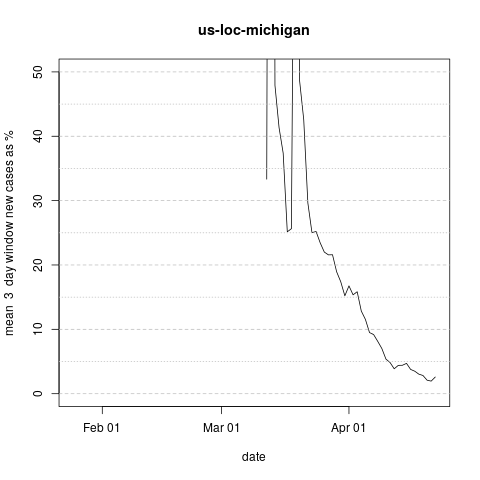 us-loc-michigan
mean 3 day window new cases as %
50
40
30
20
10
0
Feb 01
Mar 01
Apr 01
date